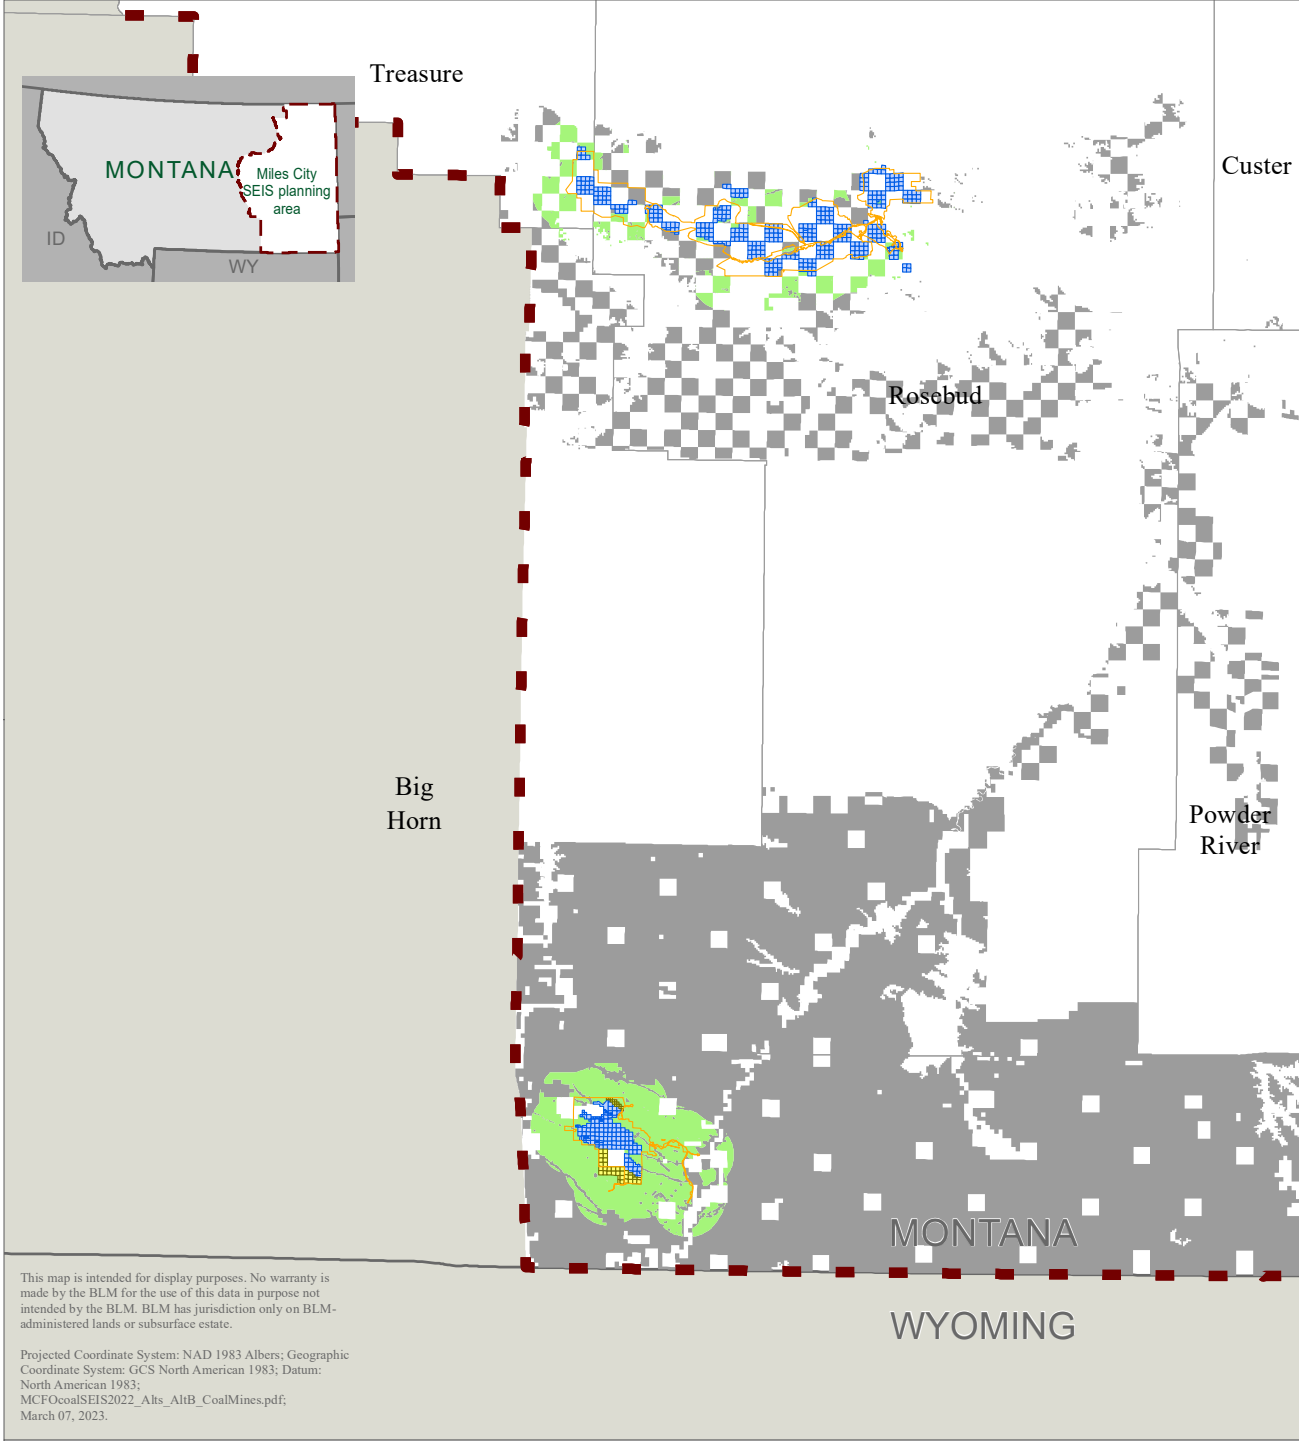 Treasure
Custer
MONTANA
Miles City
SEIS planning
area
ID
WY
Rosebud
Big
Horn
Powder
River
MONTANA
WYOMING
This map is intended for display purposes. No warranty is
made by the BLM for the use of this data in purpose not
intended by the BLM. BLM has jurisdiction only on BLM-
administered lands or subsurface estate.
Projected Coordinate System: NAD 1983 Albers; Geographic
Coordinate System: GCS North American 1983; Datum:
North American 1983;
MCFOcoalSEIS2022_Alts_AltB_CoalMines.pdf;
March 07, 2023.